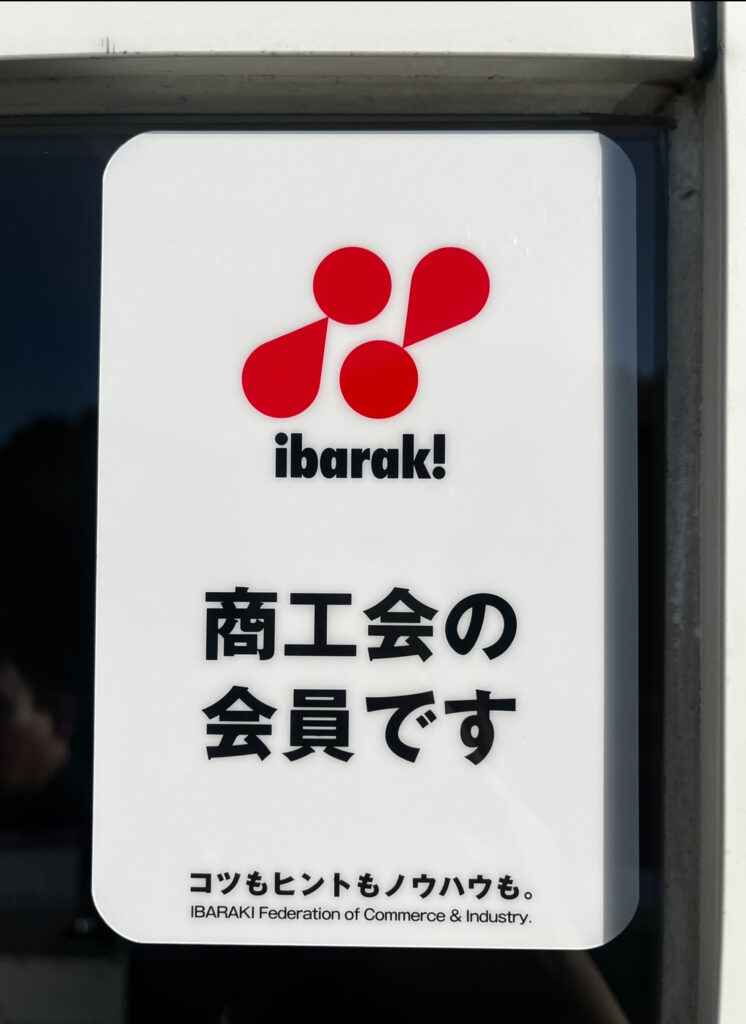 ibarak!
商工会の
会員です
コツもヒントもノウハウも。
IBARAKI Federation of Commerce & Industry.